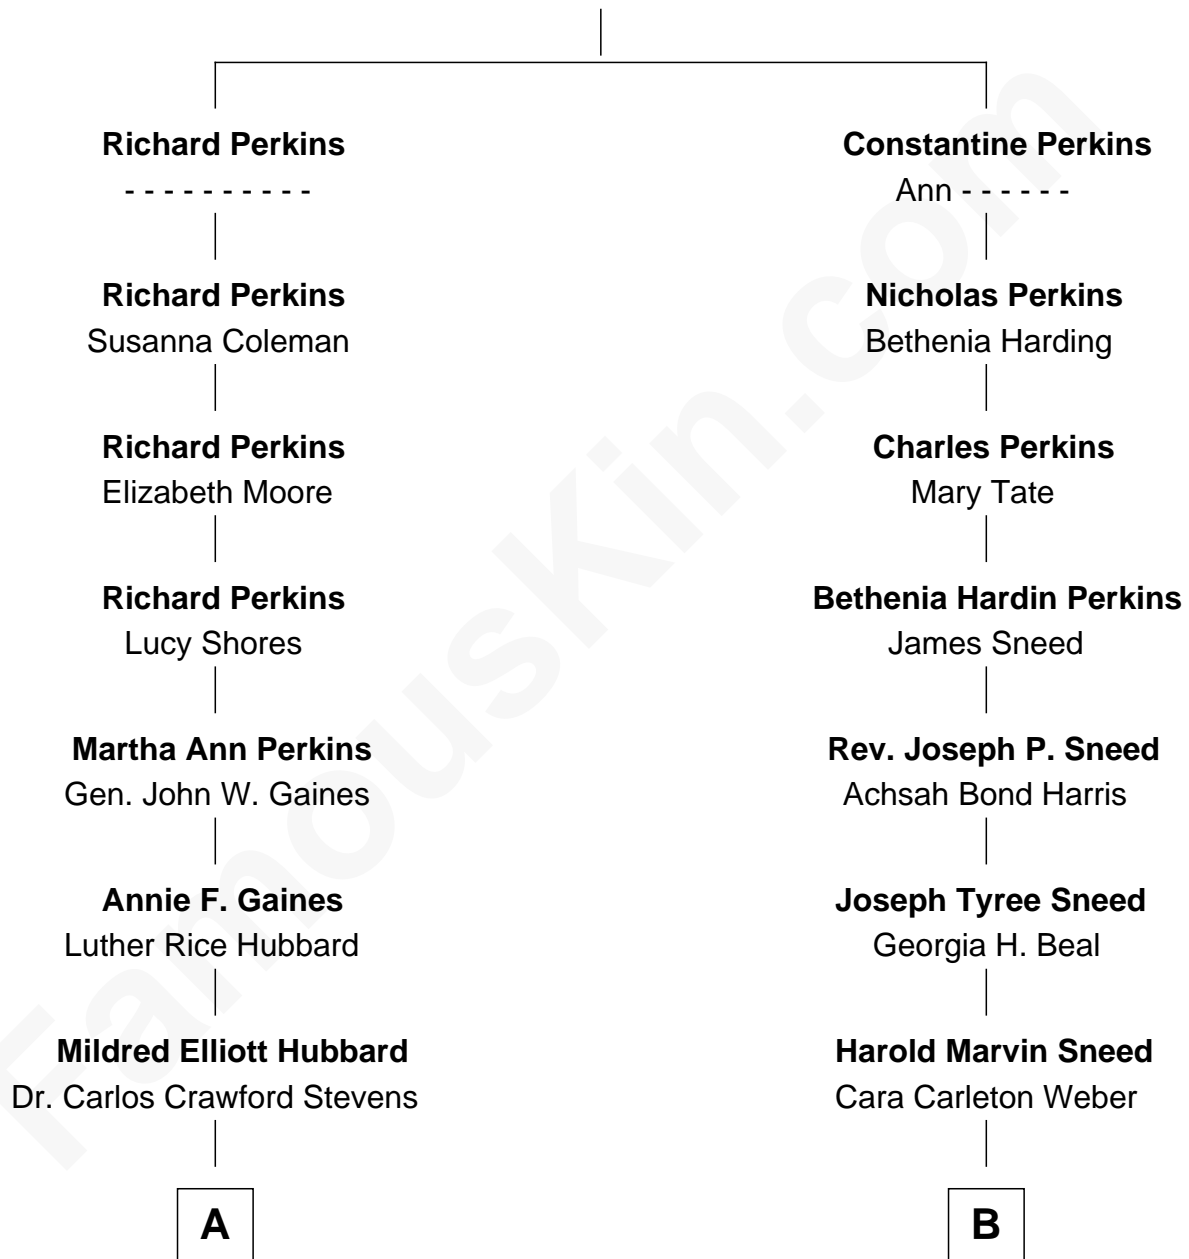 Richard Perkins
- - - - - - - - - -
Richard Perkins
Susanna Coleman
Richard Perkins
Elizabeth Moore
Richard Perkins
Lucy Shores
Martha Ann Perkins
Gen. John W. Gaines
Annie F. Gaines
Luther Rice Hubbard
Mildred Elliott Hubbard
Dr. Carlos Crawford Stevens
A
Constantine Perkins
Ann - - - - - -
Nicholas Perkins
Bethenia Harding
Charles Perkins
Mary Tate
Bethenia Hardin Perkins
James Sneed
Rev. Joseph P. Sneed
Achsah Bond Harris
Joseph Tyree Sneed
Georgia H. Beal
Harold Marvin Sneed
Cara Carleton Weber
B
FamousKin.com